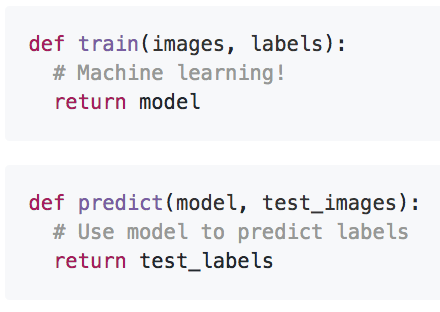 def train(images, labels):
  # Machine learning!
  return model
def predict(model, test_images):
  # Use model to predict labels
  return test_labels